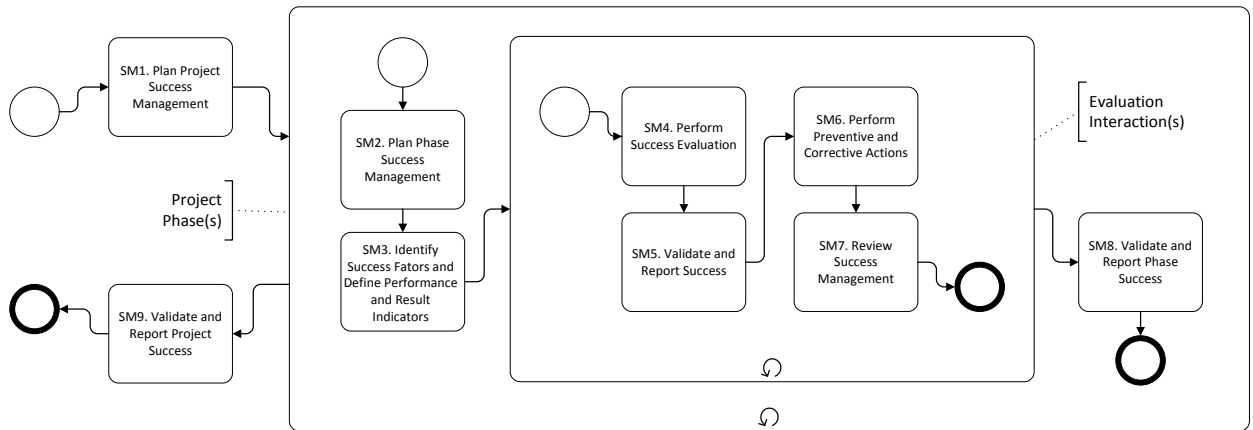 SM1. Plan Project
Success
Management
Project
Phase(s)
SM9. Validate and
Report Project
Success
SM2. Plan Phase
Success
Management
SM3. Identify
Success Fators and
Define Performance
and Result
Indicators
SM4. Perform
Success Evaluation
SM5. Validate and
Report Success
SM6. Perform
Preventive and
Corrective Actions
SM7. Review
Success
Management
Evaluation
Interaction(s)
SM8. Validate and
Report Phase
Success